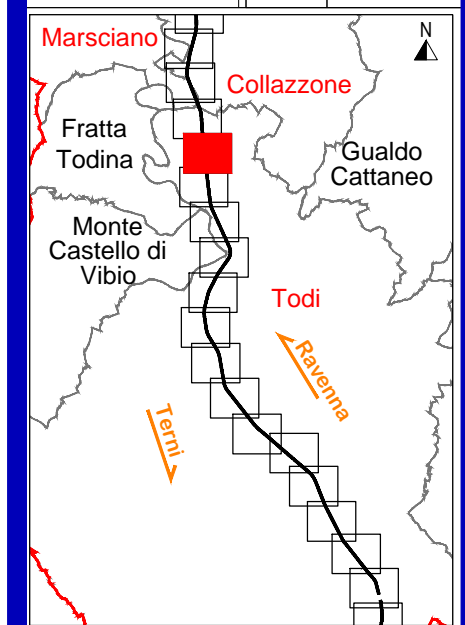 N
Marsciano
Collazzone
Fratta
Todina
Gualdo
Cattaneo
Monte
Castello di
Vibio
Todi
Ravenna
Terni